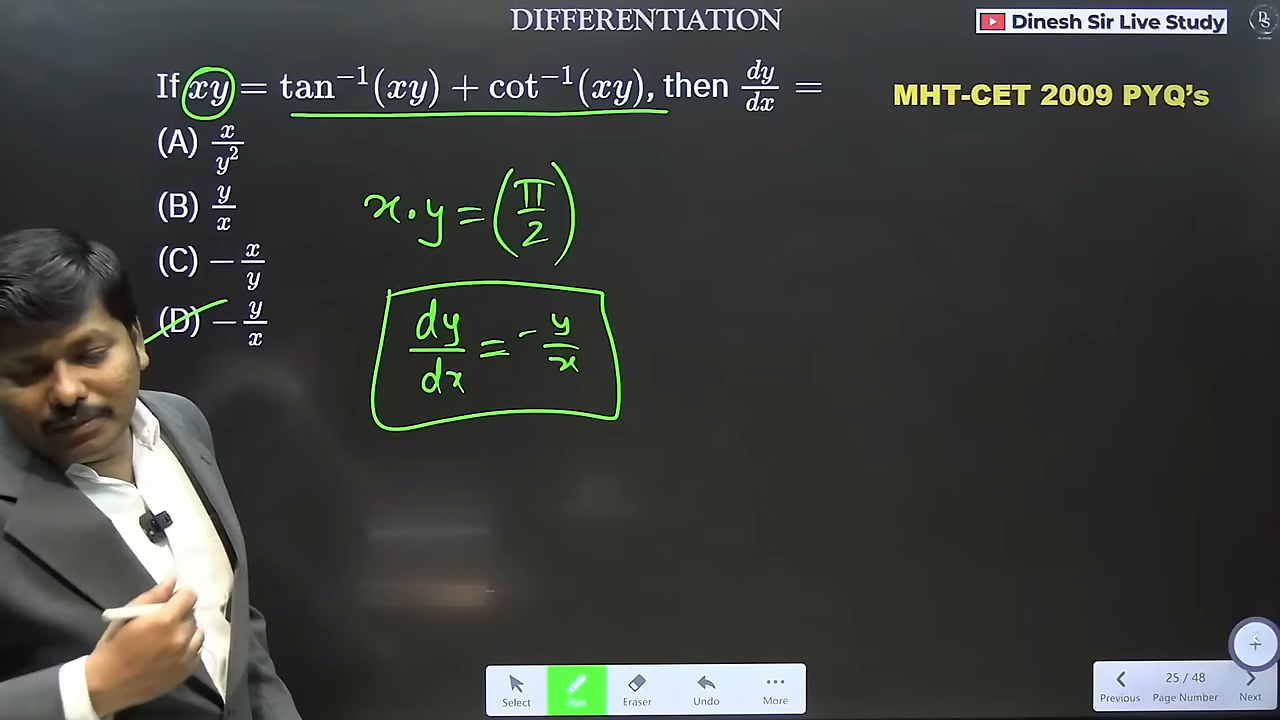 DIFFERENTIATION
Dinesh Sir Live Study
If xy = tan⁻¹(xy) + cot⁻¹(xy), then dy/dx =
MHT-CET 2009 PYQ's
(A) x/y²
(B) y/x
(C) −x/y
(D) −y/x
x·y = (π/2)
dy/dx = -y/x
Select Pen Eraser Undo More
25 / 48
Previous Page Number Next